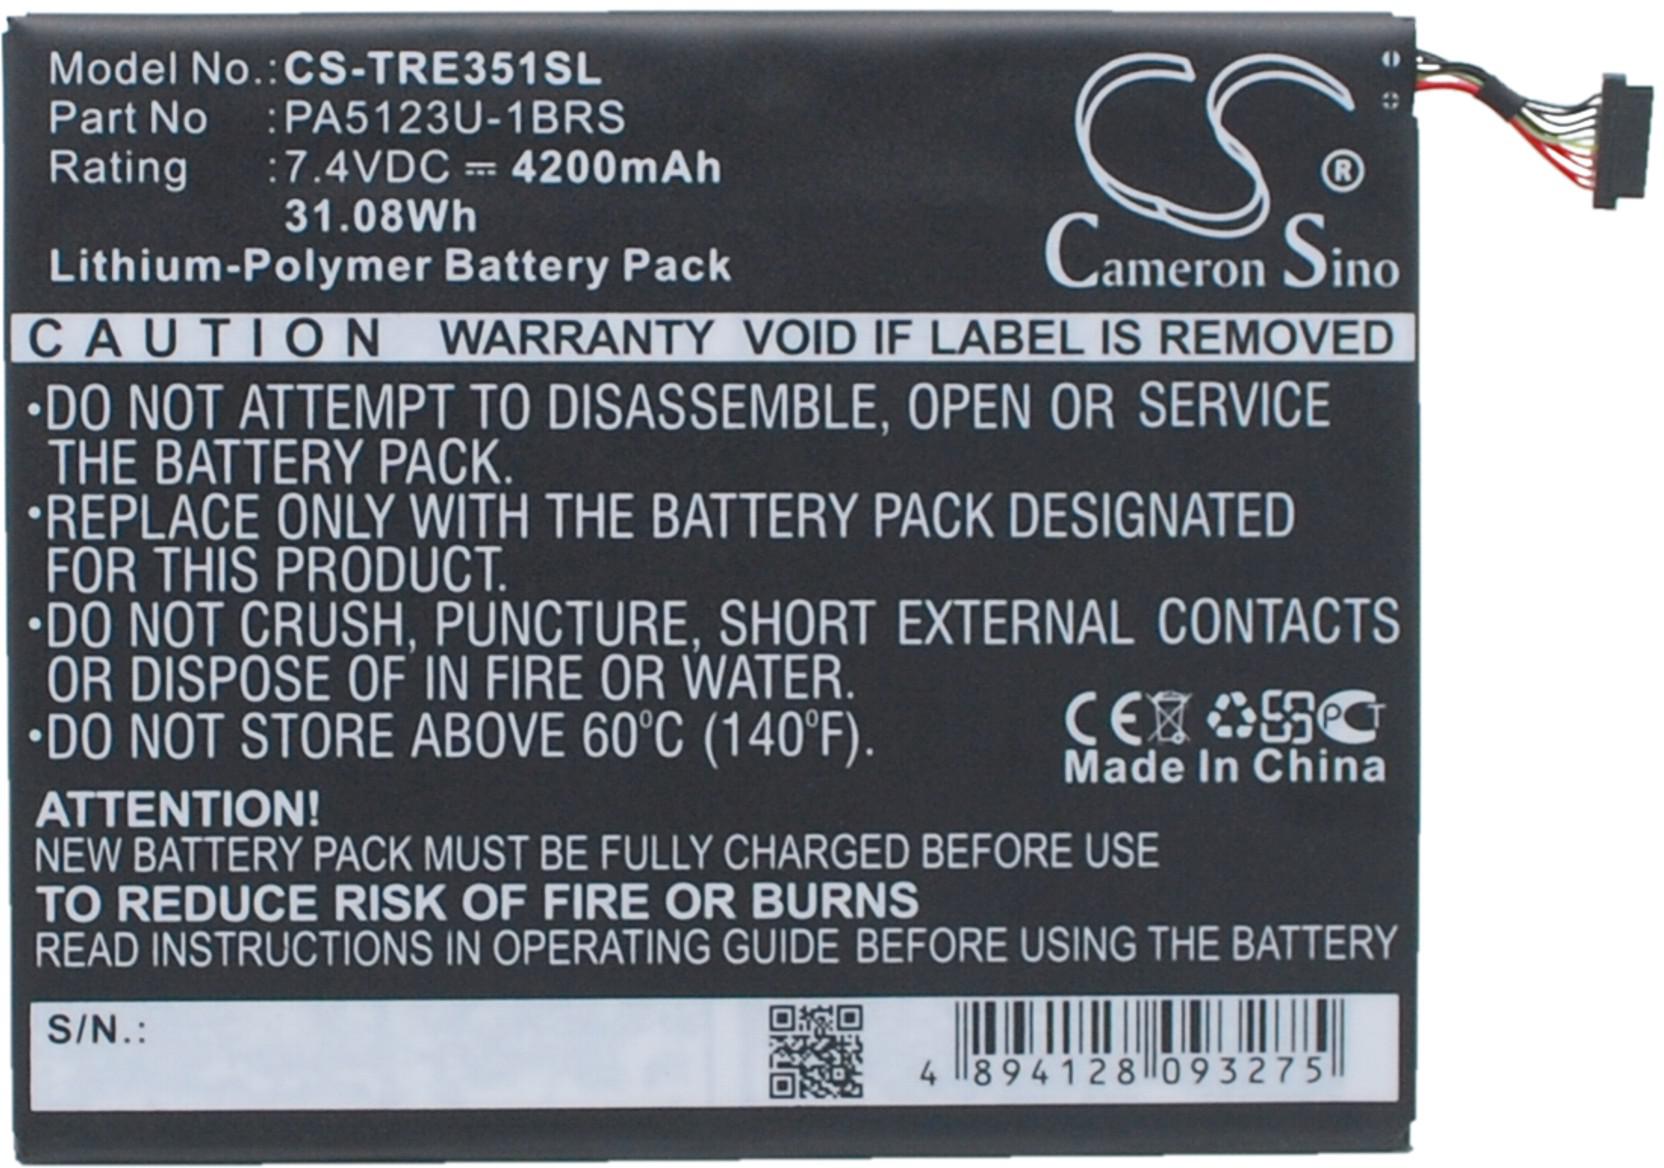 Model No.:CS-TRE351SL
Part No :PA5123U-1BRS
Rating :7.4VDC ⎓ 4200mAh
31.08Wh
Lithium-Polymer Battery Pack
CS ®
Cameron Sino
CAUTION WARRANTY VOID IF LABEL IS REMOVED
•DO NOT ATTEMPT TO DISASSEMBLE, OPEN OR SERVICE
THE BATTERY PACK.
•REPLACE ONLY WITH THE BATTERY PACK DESIGNATED
FOR THIS PRODUCT.
•DO NOT CRUSH, PUNCTURE, SHORT EXTERNAL CONTACTS
OR DISPOSE OF IN FIRE OR WATER.
•DO NOT STORE ABOVE 60°C (140°F).
CE PCT
Made In China
ATTENTION!
NEW BATTERY PACK MUST BE FULLY CHARGED BEFORE USE
TO REDUCE RISK OF FIRE OR BURNS
READ INSTRUCTIONS IN OPERATING GUIDE BEFORE USING THE BATTERY
S/N.:
4 894128 093275